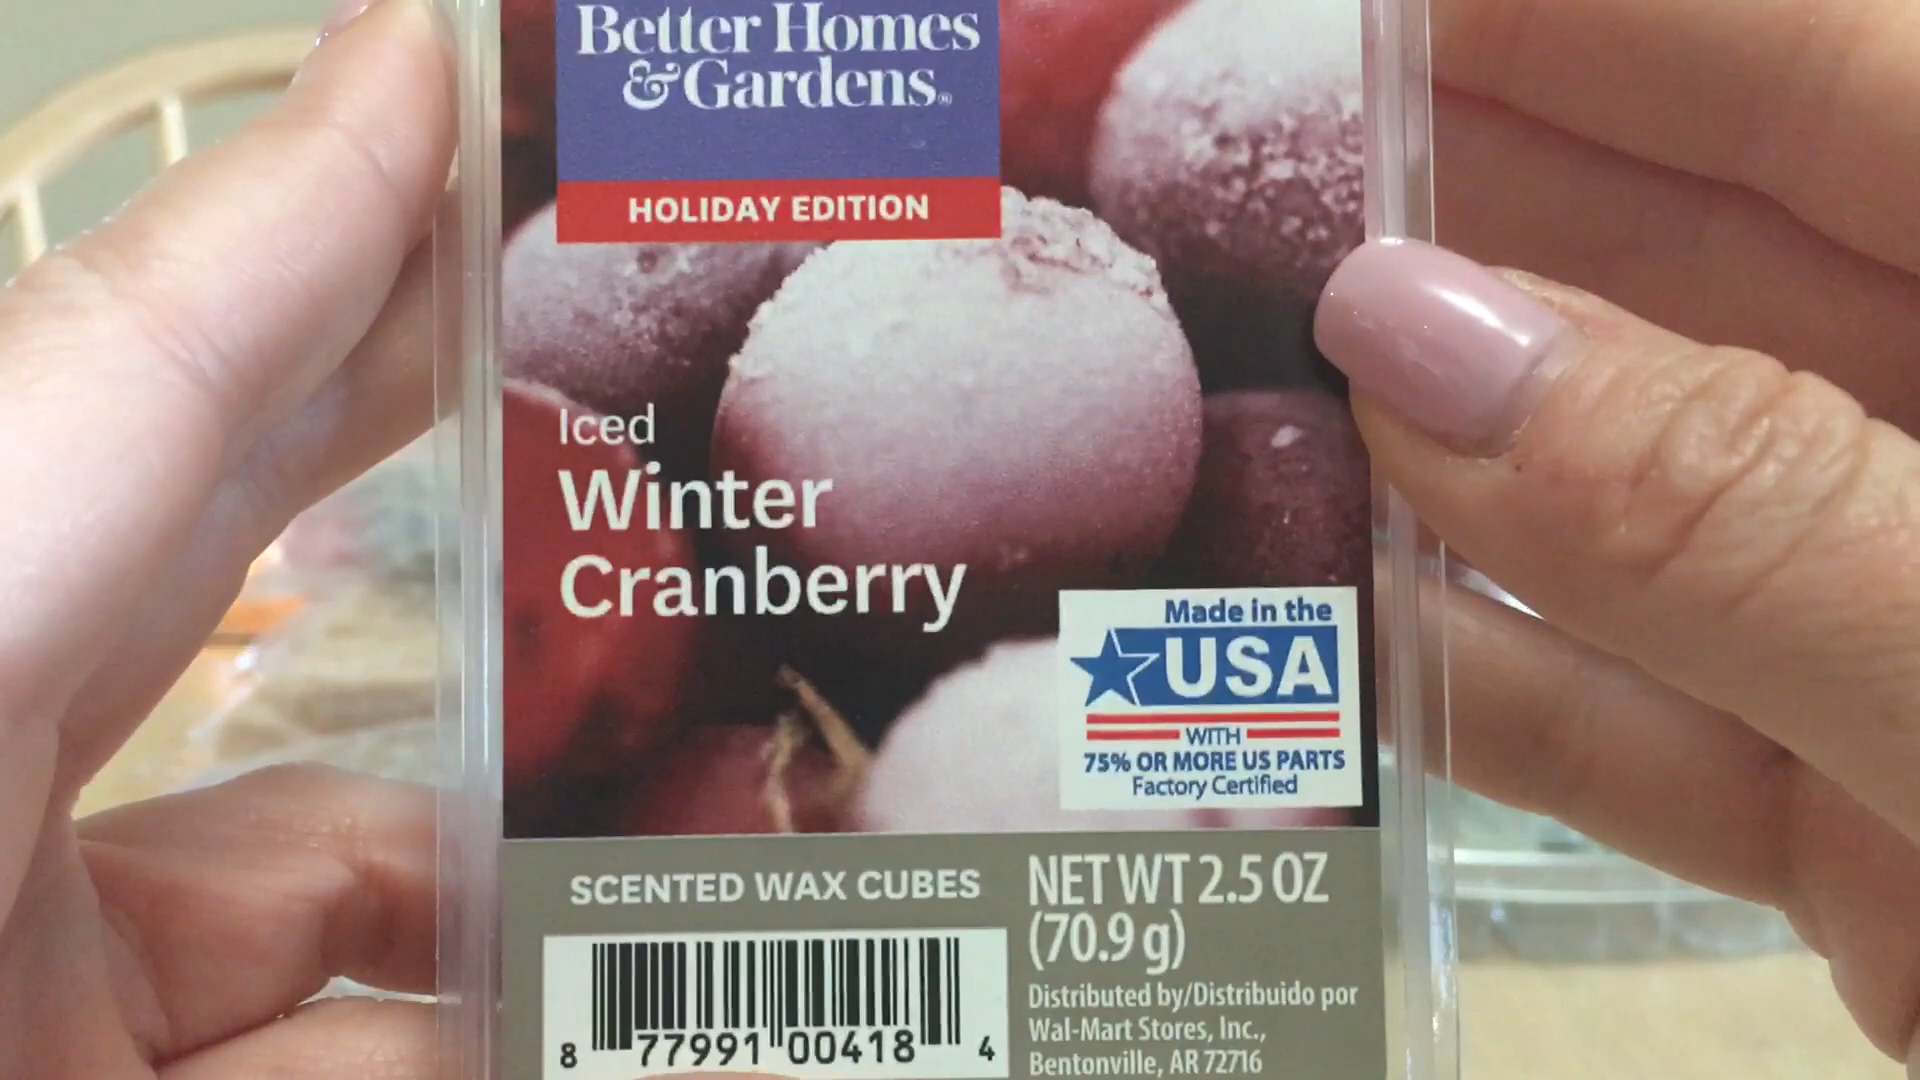 Better Homes
& Gardens®
HOLIDAY EDITION
Iced
Winter
Cranberry
Made in the
USA
WITH
75% OR MORE US PARTS
Factory Certified
SCENTED WAX CUBES
NET WT 2.5 OZ
(70.9 g)
Distributed by/Distribuido por
Wal-Mart Stores, Inc.,
Bentonville, AR 72716
8 77991 00418 4